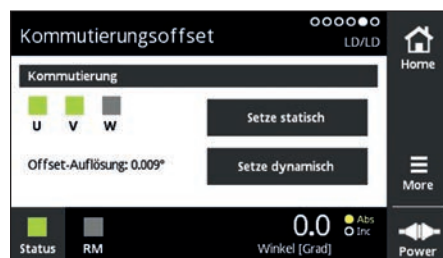 Kommutierungsoffset
LD/LD
Home
Kommutierung
U V W
Setze statisch
Offset-Auflösung: 0.009°
Setze dynamisch
More
Status
RM
0.0
Abs
Inc
Winkel [Grad]
Power